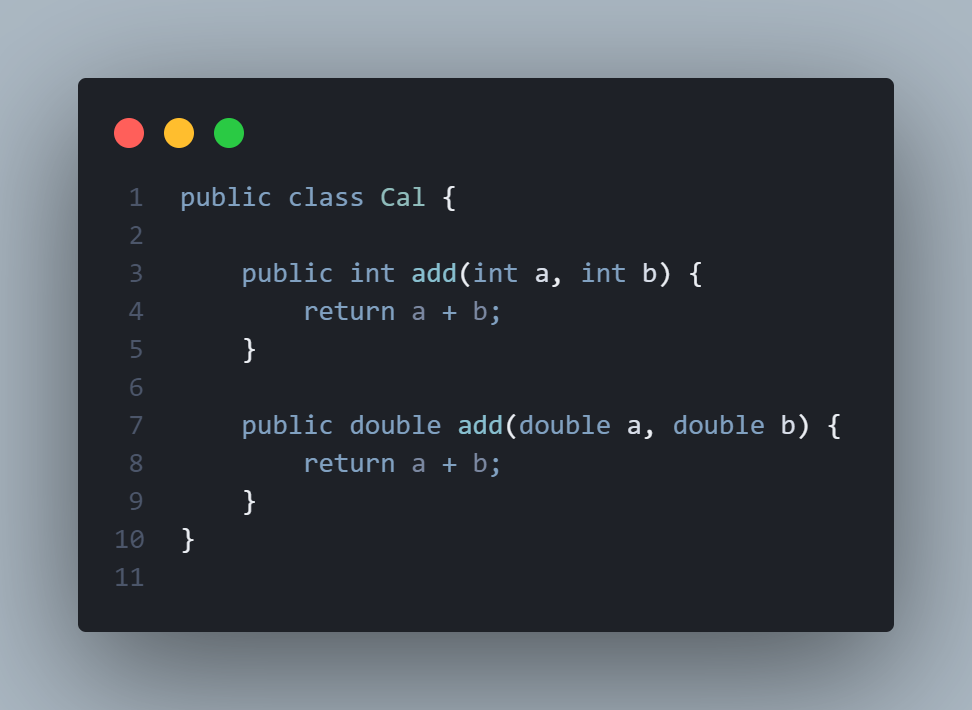 1 public class Cal {
2
3     public int add(int a, int b) {
4         return a + b;
5     }
6
7     public double add(double a, double b) {
8         return a + b;
9     }
10 }
11